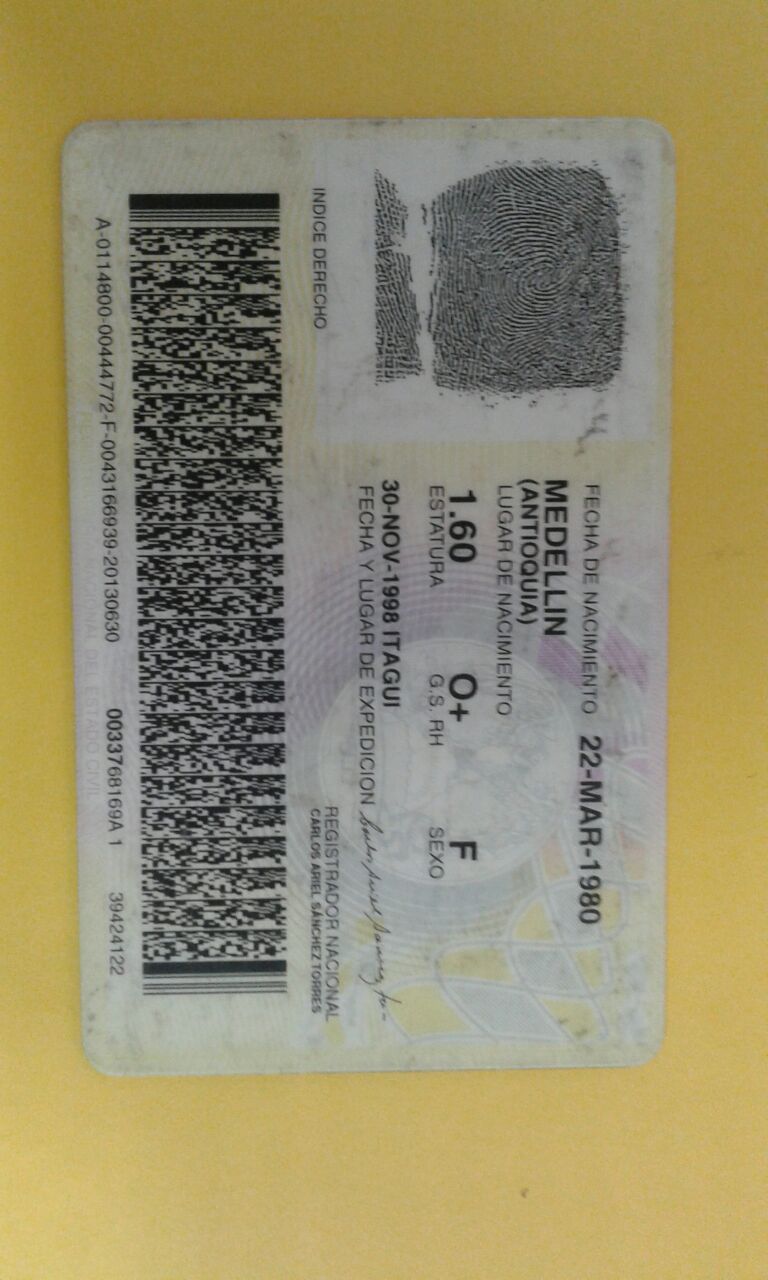 FECHA DE NACIMIENTO 22-MAR-1980
MEDELLIN
(ANTIOQUIA)
LUGAR DE NACIMIENTO
1.60 O+ F
ESTATURA G.S. RH SEXO
30-NOV-1998 ITAGUI
FECHA Y LUGAR DE EXPEDICION
INDICE DERECHO
REGISTRADOR NACIONAL
CARLOS ARIEL SÁNCHEZ TORRES
A-0114800-00444772-F-0043166939-20130630 0033768169A 1 39424122